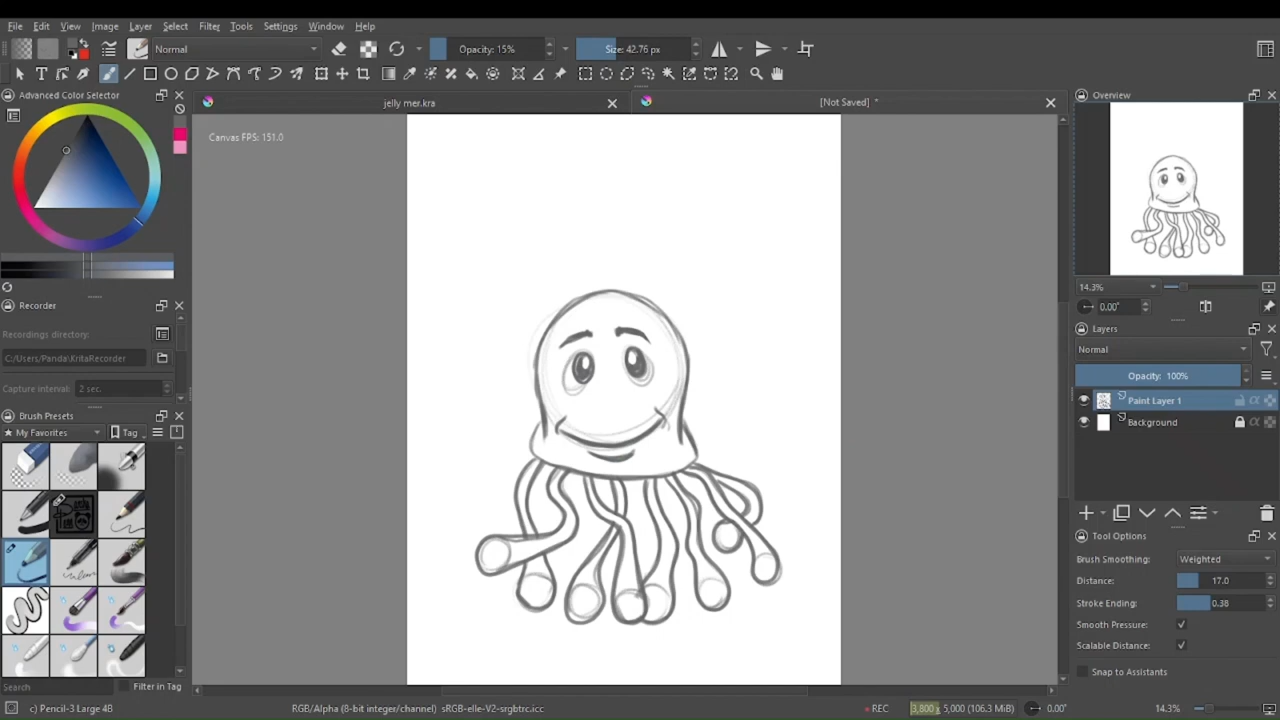 File Edit View Image Layer Select Filter Tools Settings Window Help
Normal Opacity: 15% Size: 42.76 px
Advanced Color Selector jelly mer.kra [Not Saved] * Overview
Canvas FPS: 151.0
14.3%
0.00°
Recorder
Layers
Recordings directory:
Normal
C:/Users/Panda\KritaRecorder
Opacity: 100%
Capture interval: 2 sec.
Paint Layer 1
Brush Presets
Background
My Favorites Tag
Tool Options
Brush Smoothing: Weighted
Distance: 17.0
Stroke Ending: 0.38
Smooth Pressure:
Scalable Distance:
Snap to Assistants
Search Filter in Tag
c) Pencil-3 Large 4B RGB/Alpha (8-bit integer/channel) sRGB-elle-V2-srgbtrc.icc REC 3,800 x 5,000 (106.3 MiB) 0.00° 14.3%